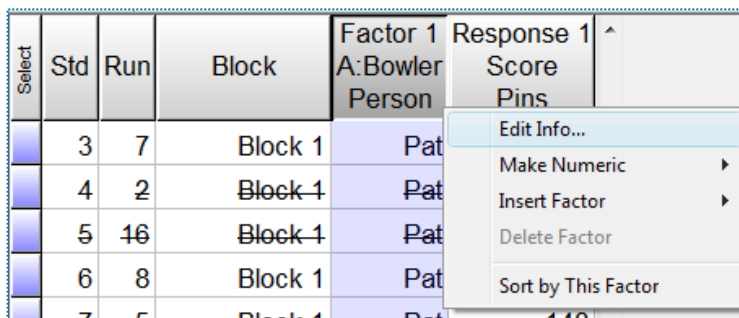 Select Std Run Block Factor 1 A:Bowler Person Response 1 Score Pins
3 7 Block 1 Pat
4 2 Block 1 Pat
5 16 Block 1 Pat
6 8 Block 1 Pat
Edit Info...
Make Numeric
Insert Factor
Delete Factor
Sort by This Factor